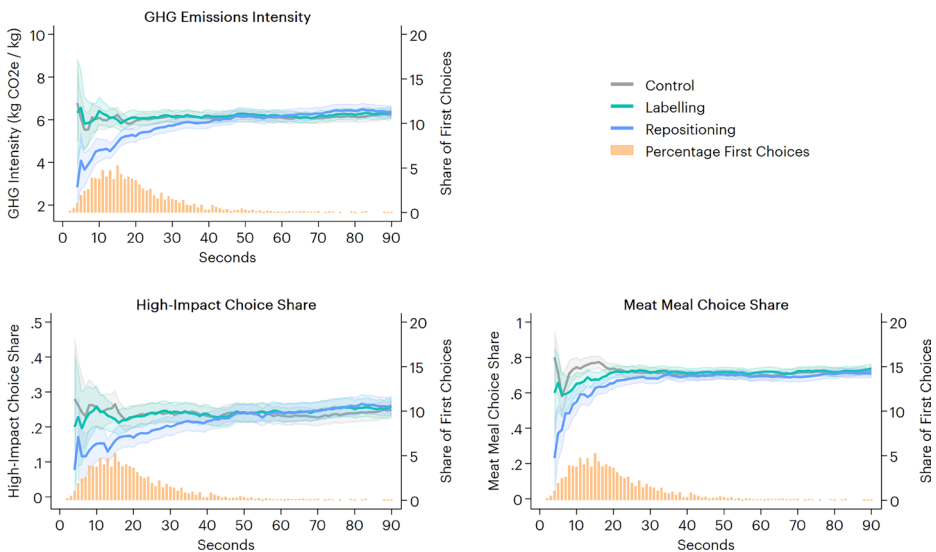 GHG Emissions Intensity
GHG Intensity (kg CO2e / kg)
10
8
6
4
2
20
15
10
5
0
Share of First Choices
0 10 20 30 40 50 60 70 80 90
Seconds
Control
Labelling
Repositioning
Percentage First Choices
High-Impact Choice Share
High-Impact Choice Share
.5
.4
.3
.2
.1
0
20
15
10
5
0
Share of First Choices
0 10 20 30 40 50 60 70 80 90
Seconds
Meat Meal Choice Share
Meat Meal Choice Share
1
.8
.6
.4
.2
0
20
15
10
5
0
Share of First Choices
0 10 20 30 40 50 60 70 80 90
Seconds